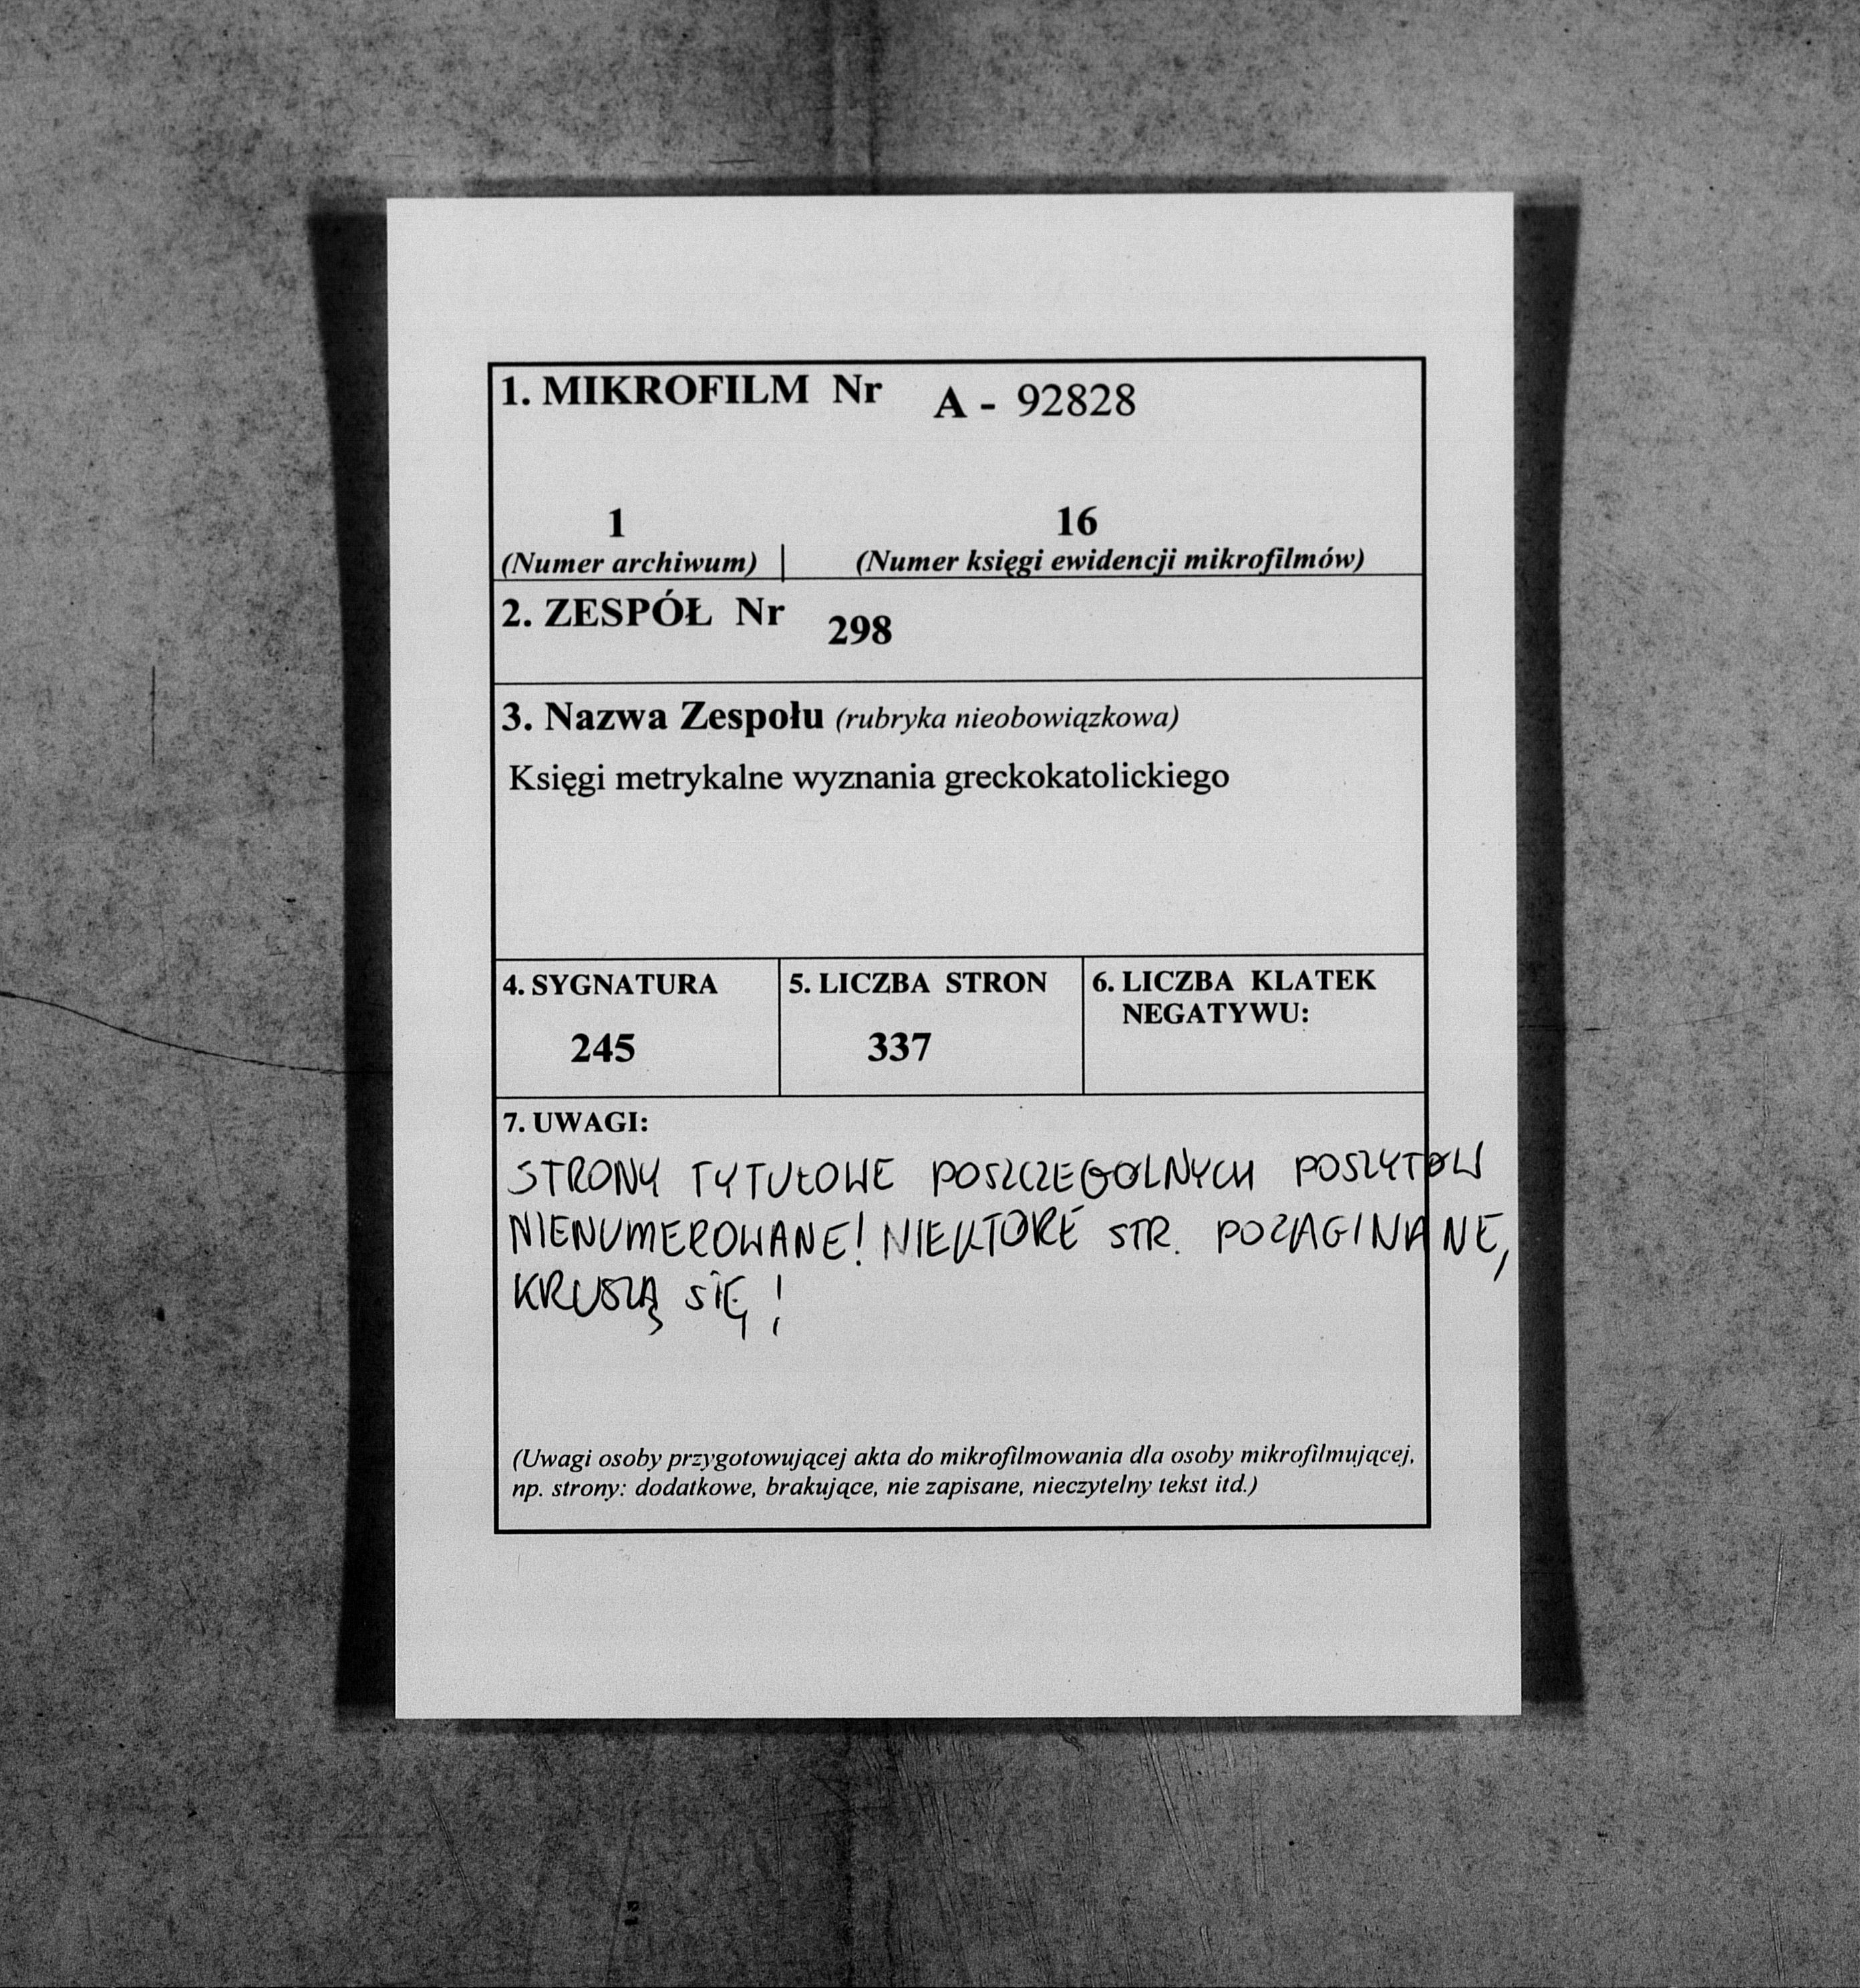 1. MIKROFILM Nr A - 92828
1 16
(Numer archiwum) (Numer księgi ewidencji mikrofilmów)
2. ZESPÓŁ Nr 298
3. Nazwa Zespołu (rubryka nieobowiązkowa)
Księgi metrykalne wyznania greckokatolickiego
4. SYGNATURA 5. LICZBA STRON 6. LICZBA KLATEK
NEGATYWU:
245 337
7. UWAGI:
STRONY TYTUŁOWE POSZCZEGÓLNYCH POSZYTÓW
NIENUMEROWANE! NIEKTÓRE STR. POZAGINANE,
KRUSZĄ SIĘ!
(Uwagi osoby przygotowującej akta do mikrofilmowania dla osoby mikrofilmującej,
np. strony: dodatkowe, brakujące, nie zapisane, nieczytelny tekst itd.)